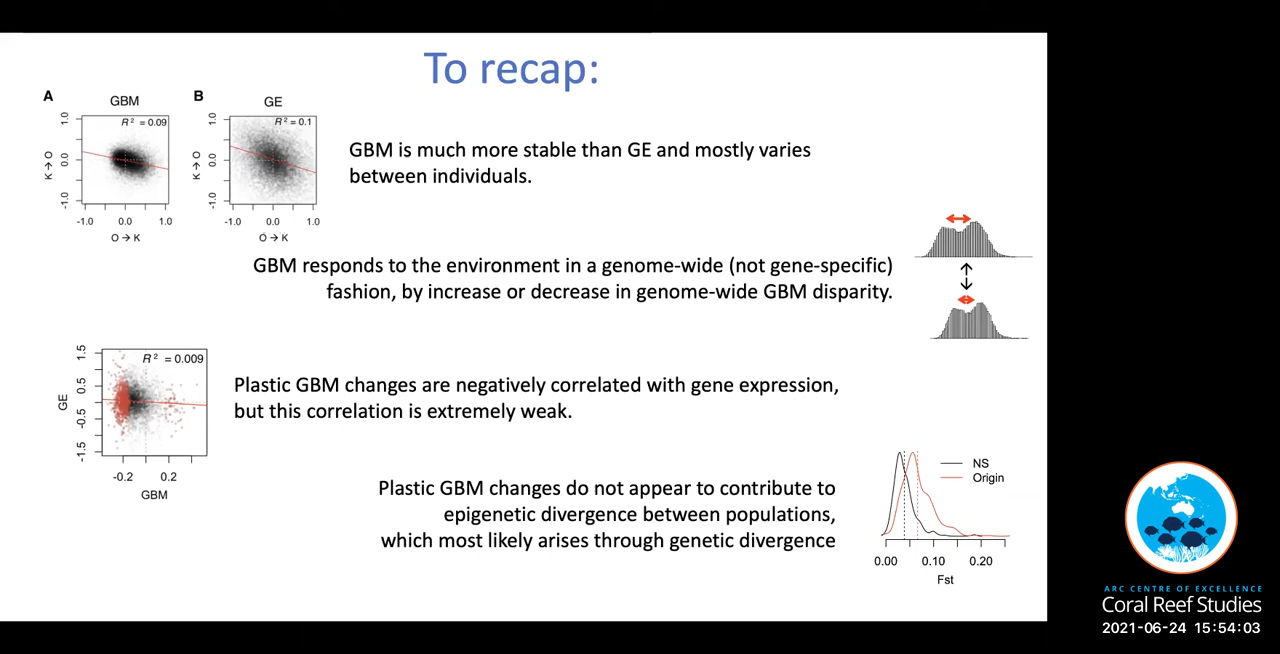 To recap:
A
GBM
R² = 0.09
1.0
0.0
-1.0
K→O
-1.0 0.0 1.0
O→K
B
GE
R² = 0.1
1.0
0.0
-1.0
K→O
-1.0 0.0 1.0
O→K
GBM is much more stable than GE and mostly varies
between individuals.
GBM responds to the environment in a genome-wide (not gene-specific)
fashion, by increase or decrease in genome-wide GBM disparity.
R² = 0.009
1.5
0.5
-0.5
-1.5
GE
-0.2 0.2
GBM
Plastic GBM changes are negatively correlated with gene expression,
but this correlation is extremely weak.
Plastic GBM changes do not appear to contribute to
epigenetic divergence between populations,
which most likely arises through genetic divergence
NS
Origin
0.00 0.10 0.20
Fst
ARC CENTRE OF EXCELLENCE
Coral Reef Studies
2021-06-24 15:54:03